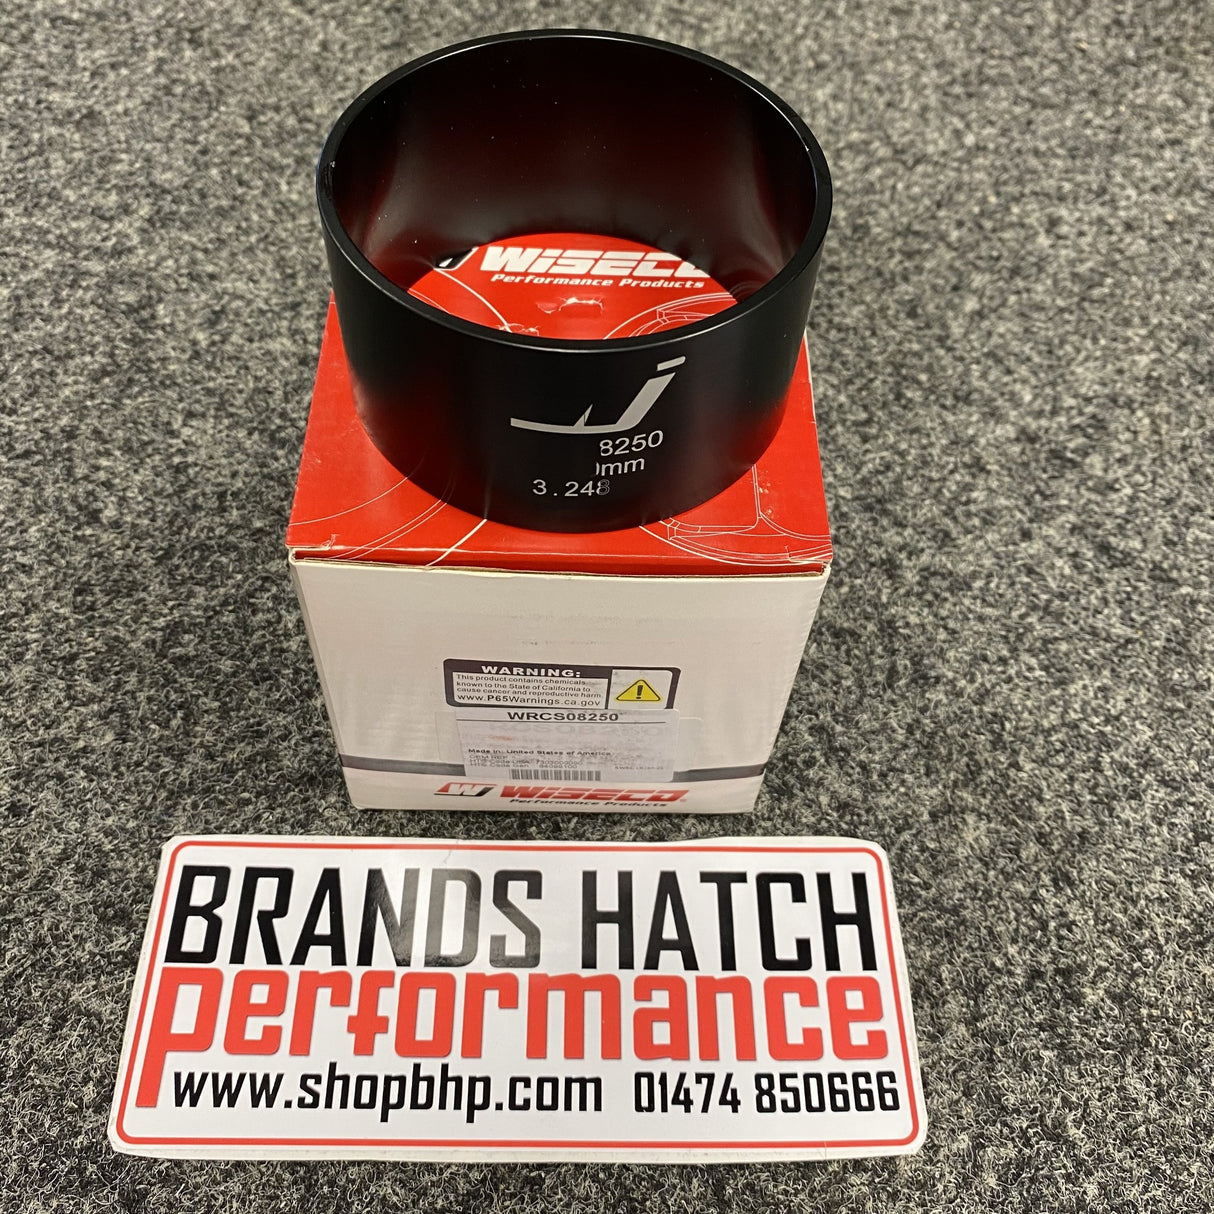 WISECO
Performance Products
8250
mm
3.248
WARNING:
This product contains chemicals
known to the State of California to
cause cancer and reproductive harm
www.P65Warnings.ca.gov
WRCS08250
Made in: United States of America
WISECO
Performance Products
BRANDS HATCH
Performance
www.shopbhp.com 01474 850666